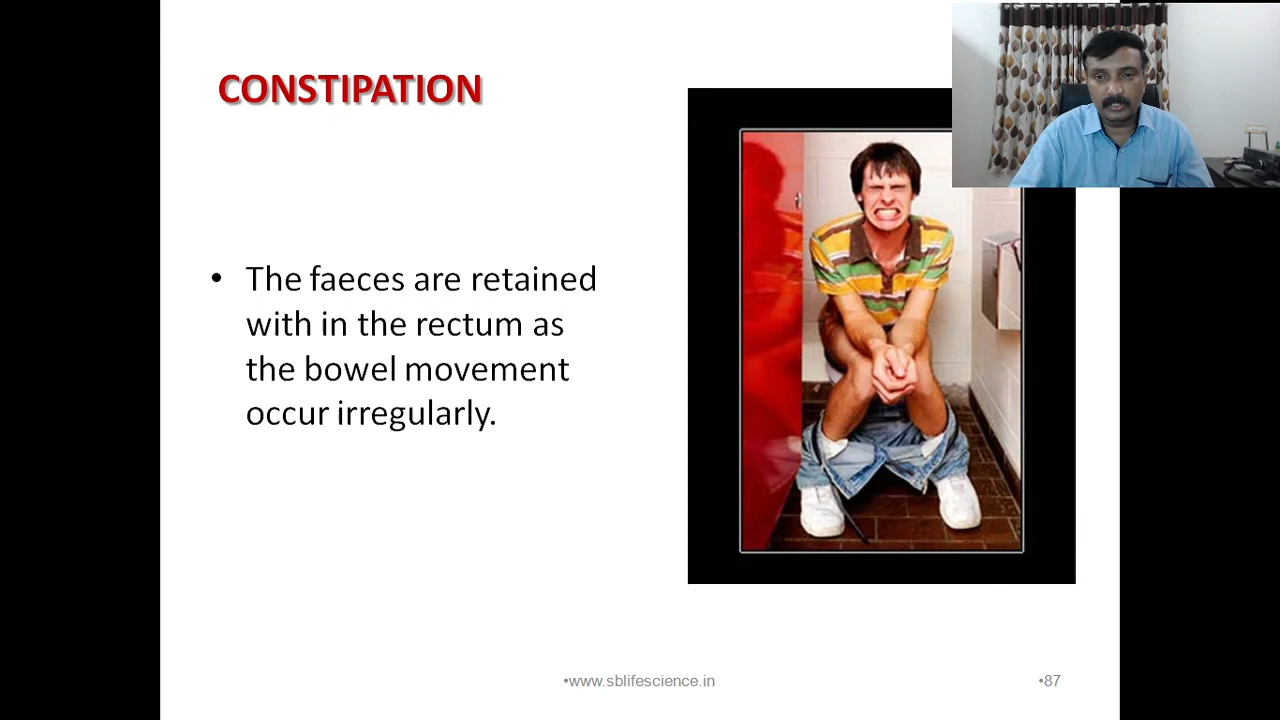 CONSTIPATION
• The faeces are retained
with in the rectum as
the bowel movement
occur irregularly.
•www.sblifescience.in
•87